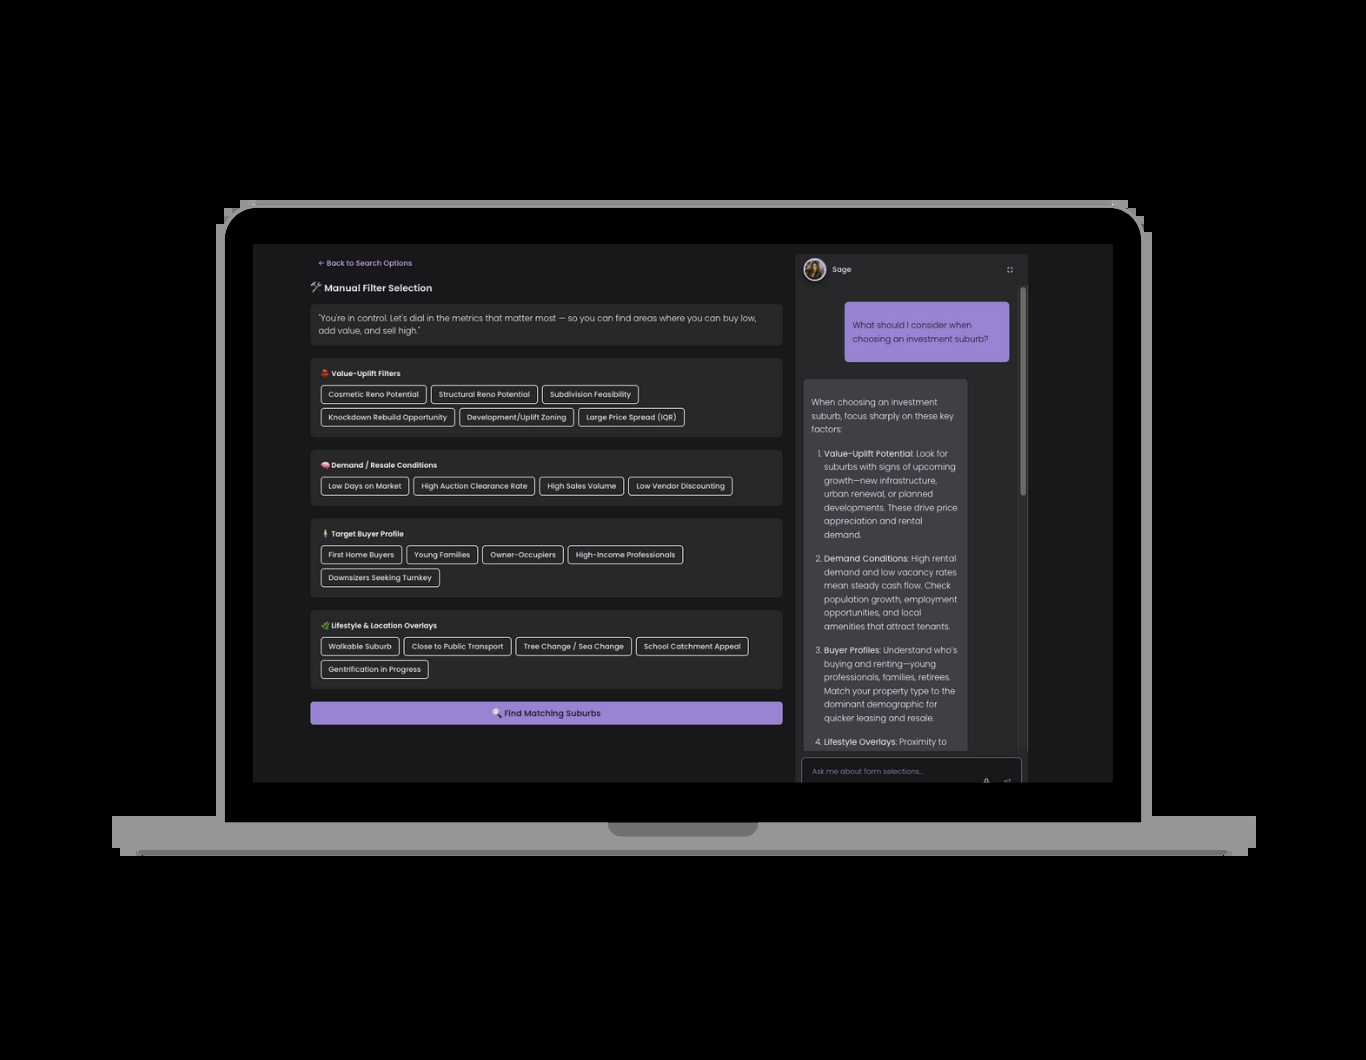 ← Back to Search Options
Manual Filter Selection
"You're in control. Let's dial in the metrics that matter most — so you can find areas where you can buy low,
add value, and sell high."
Value-Uplift Filters
Cosmetic Reno Potential
Structural Reno Potential
Subdivision Feasibility
Knockdown Rebuild Opportunity
Development/Uplift Zoning
Large Price Spread (IQR)
Demand / Resale Conditions
Low Days on Market
High Auction Clearance Rate
High Sales Volume
Low Vendor Discounting
Target Buyer Profile
First Home Buyers
Young Families
Owner-Occupiers
High-Income Professionals
Downsizers Seeking Turnkey
Lifestyle & Location Overlays
Walkable Suburb
Close to Public Transport
Tree Change / Sea Change
School Catchment Appeal
Gentrification in Progress
Find Matching Suburbs
Sage
What should I consider when
choosing an investment suburb?
When choosing an investment
suburb, focus sharply on these key
factors:
1. Value-Uplift Potential: Look for
suburbs with signs of upcoming
growth—new infrastructure,
urban renewal, or planned
developments. These drive price
appreciation and rental
demand.
2. Demand Conditions: High rental
demand and low vacancy rates
mean steady cash flow. Check
population growth, employment
opportunities, and local
amenities that attract tenants.
3. Buyer Profiles: Understand who's
buying and renting—young
professionals, families, retirees.
Match your property type to the
dominant demographic for
quicker leasing and resale.
4. Lifestyle Overlays: Proximity to
Ask me about form selections...